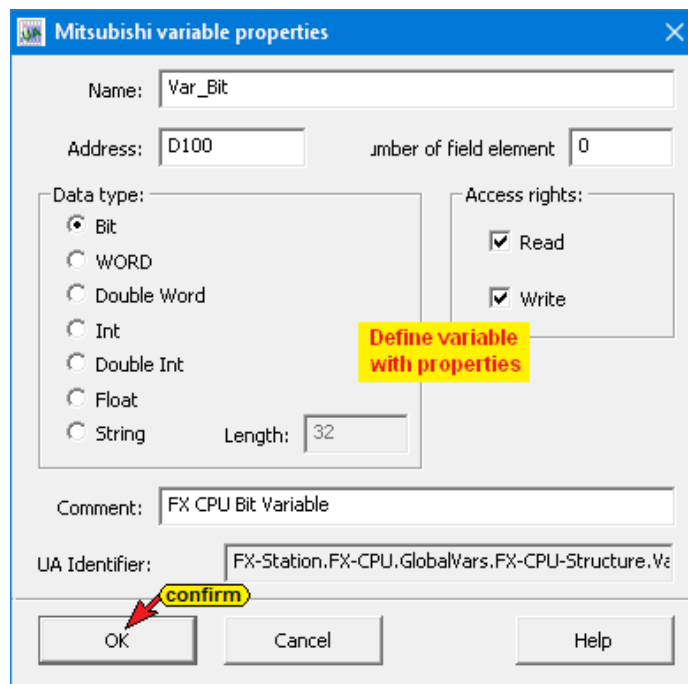 Mitsubishi variable properties
Name: Var_Bit
Address: D100 umber of field element 0
Data type: Access rights:
Bit
Read
WORD
Double Word
Write
Int
Define variable
with properties
Double Int
Float
String Length: 32
Comment: FX CPU Bit Variable
UA Identifier: FX-Station.FX-CPU.GlobalVars.FX-CPU-Structure.Va
confirm
OK Cancel Help